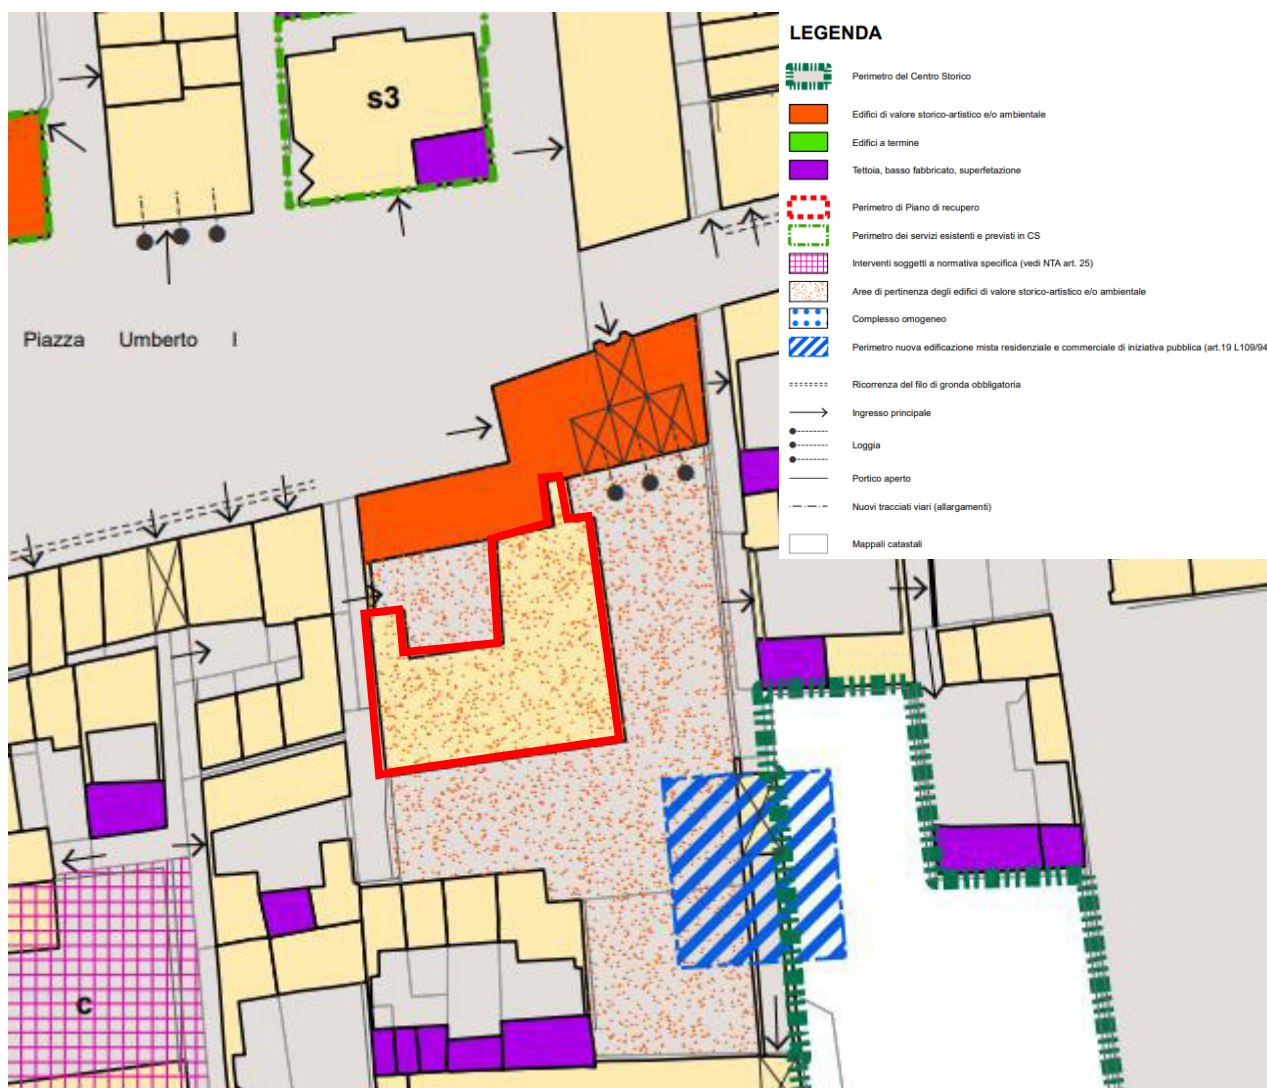 LEGENDA
Perimetro del Centro Storico
Edifici di valore storico-artistico e/o ambientale
Edifici a termine
Tettoia, basso fabbricato, superfetazione
Perimetro di Piano di recupero
Perimetro dei servizi esistenti e previsti in CS
Interventi soggetti a normativa specifica (vedi NTA art. 25)
Aree di pertinenza degli edifici di valore storico-artistico e/o ambientale
Complesso omogeneo
Perimetro nuova edificazione mista residenziale e commerciale di iniziativa pubblica (art.19 L109/94
Ricorrenza del filo di gronda obbligatoria
Ingresso principale
Loggia
Portico aperto
Nuovi tracciati viari (allargamenti)
Mappali catastali
s3
Piazza Umberto I
c